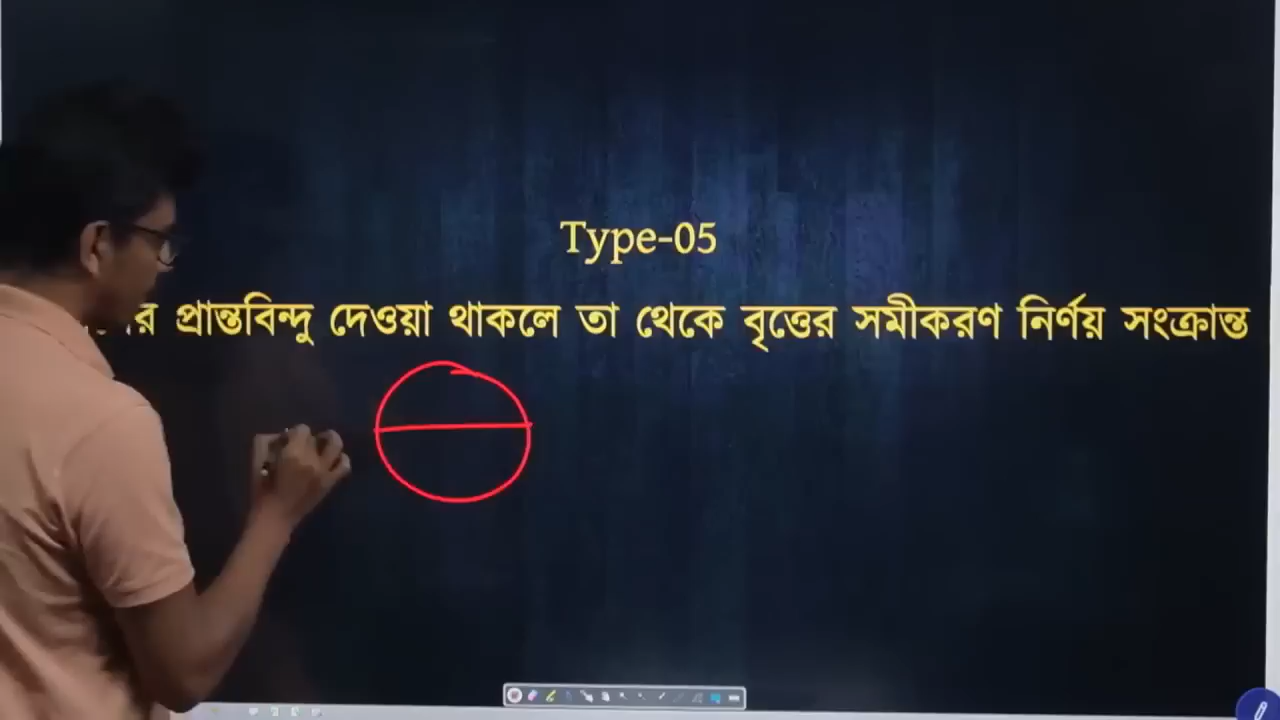 Type-05
প্রান্তবিন্দু দেওয়া থাকলে তা থেকে বৃত্তের সমীকরণ নির্ণয় সংক্রান্ত